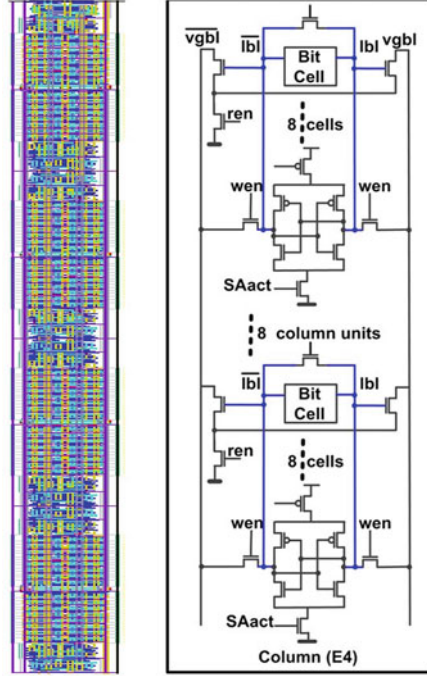 vgbl lbl lbl vgbl
Bit
Cell
ren
8 cells
wen wen
SAact
8 column units
lbl lbl
Bit
Cell
ren
8 cells
wen wen
SAact
Column (E4)